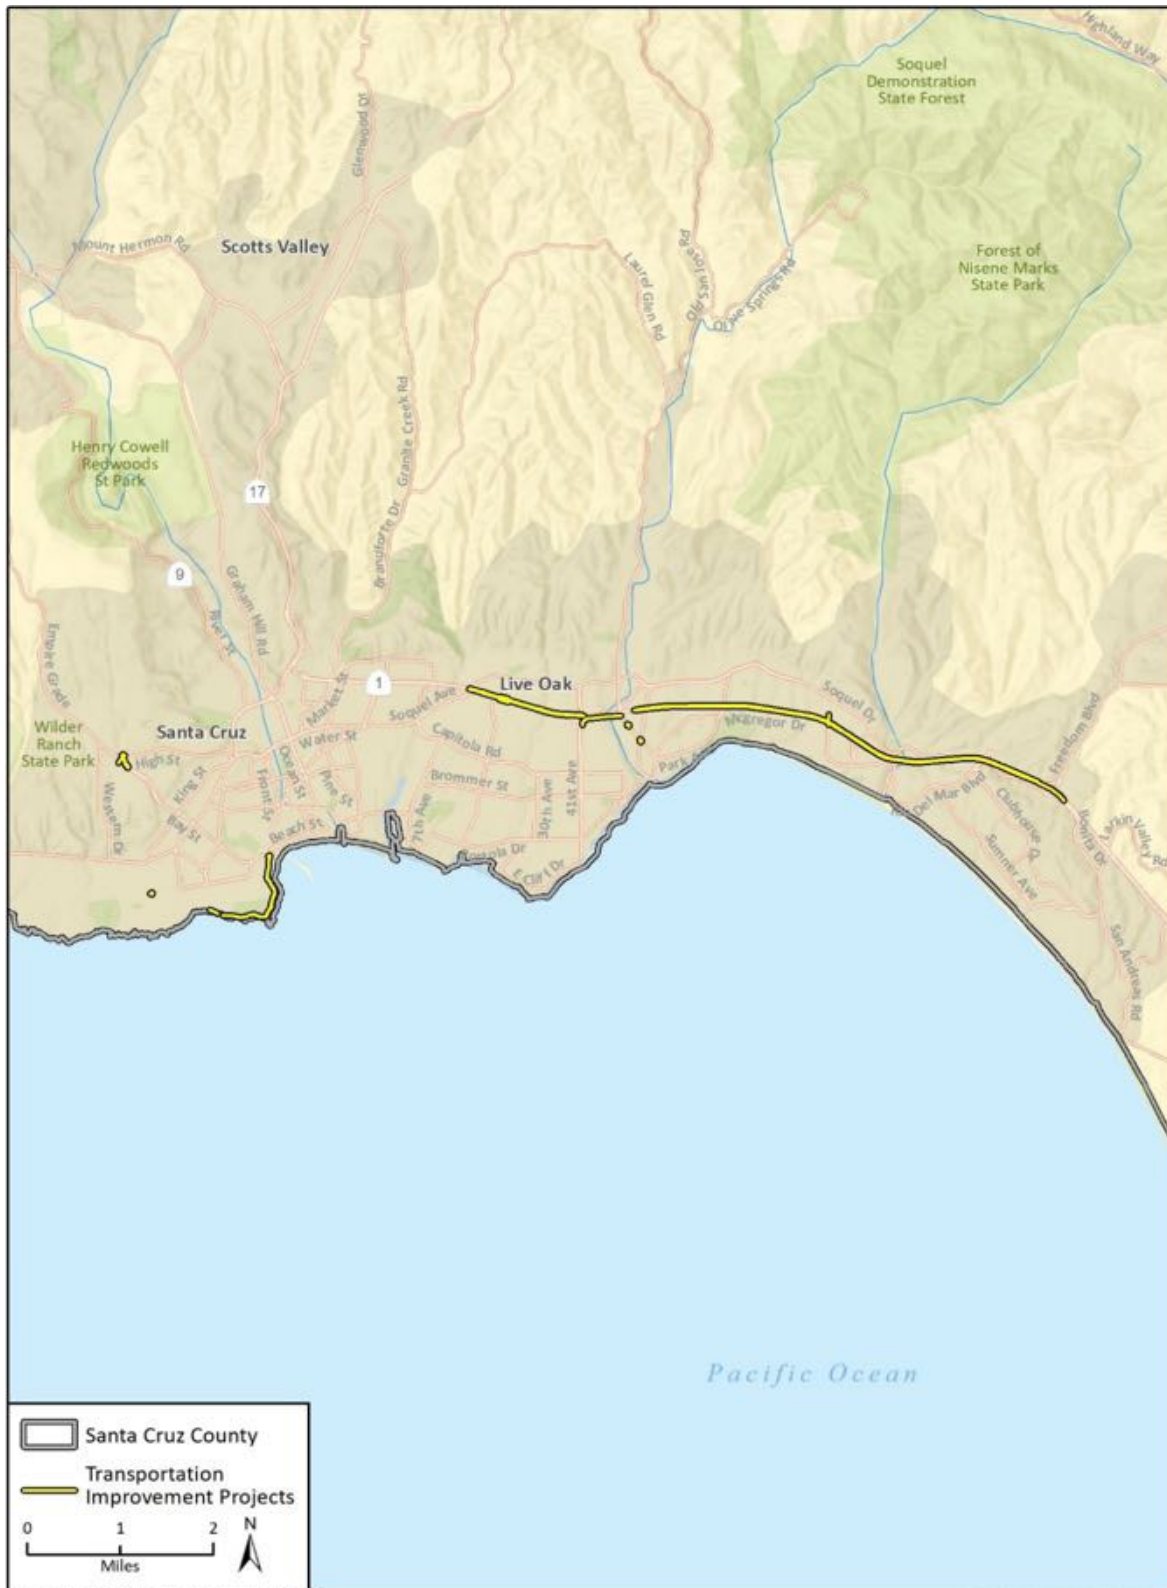 Highland Way
Soquel
Demonstration
State Forest
Glenwood Dr
Mount Hermon Rd
Scotts Valley
Old San Jose Rd
Laurel Glen Rd
Olive Springs Rd
Forest of
Nisene Marks
State Park
Henry Cowell
Redwoods
St Park
Granite Creek Rd
17
Branciforte Dr
9
Graham Hill Rd
River St
Empire Grade
Market St
1
Soquel Ave
Live Oak
Soquel Dr
Mcgregor Dr
Freedom Blvd
Wilder
Ranch
State Park
Santa Cruz
Water St
Capitola Rd
High St
Park
King St
Front St
Ocean St
Pine St
Brommer St
Western Dr
Bay St
Beach St
7th Ave
30th Ave
41st Ave
Del Mar Blvd
Clubhouse D
Bonita Dr
Larkin Valley Rd
Sumner Ave
E Cliff Dr
San Andreas Rd
Pacific Ocean
Santa Cruz County
Transportation
Improvement Projects
0 1 2
Miles
N